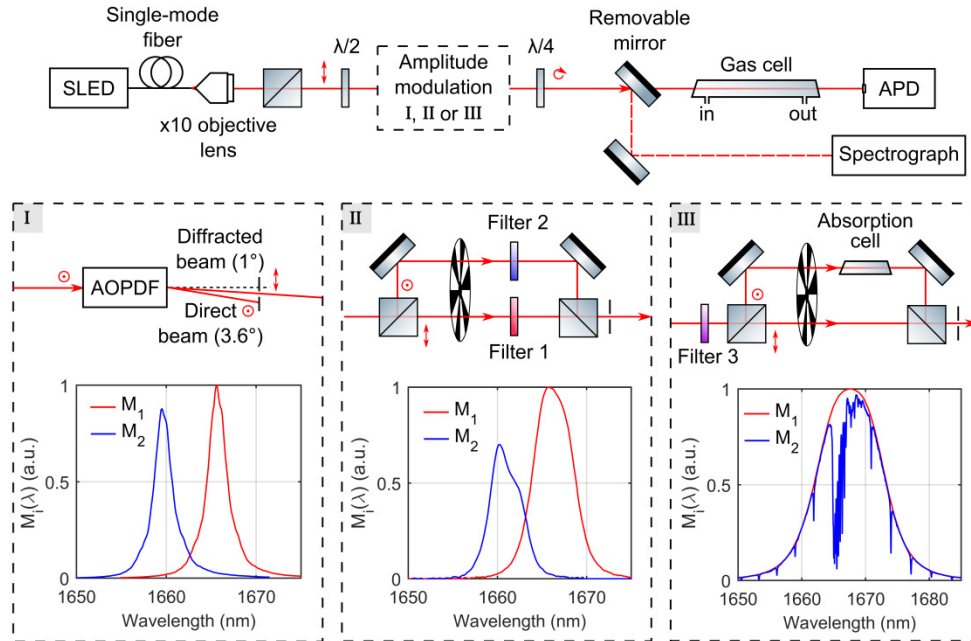 Single-mode
fiber
SLED
x10 objective
lens
λ/2
Amplitude
modulation
I, II or III
λ/4
Removable
mirror
Gas cell
in
out
APD
Spectrograph
I
AOPDF
Diffracted
beam (1°)
Direct
beam (3.6°)
M₁
M₂
1
0.5
0
M_i(λ) (a.u.)
1650 1660 1670
Wavelength (nm)
II
Filter 2
Filter 1
M₁
M₂
1
0.5
0
M_i(λ) (a.u.)
1650 1660 1670
Wavelength (nm)
III
Absorption
cell
Filter 3
M₁
M₂
1
0.5
0
M_i(λ) (a.u.)
1650 1660 1670 1680
Wavelength (nm)